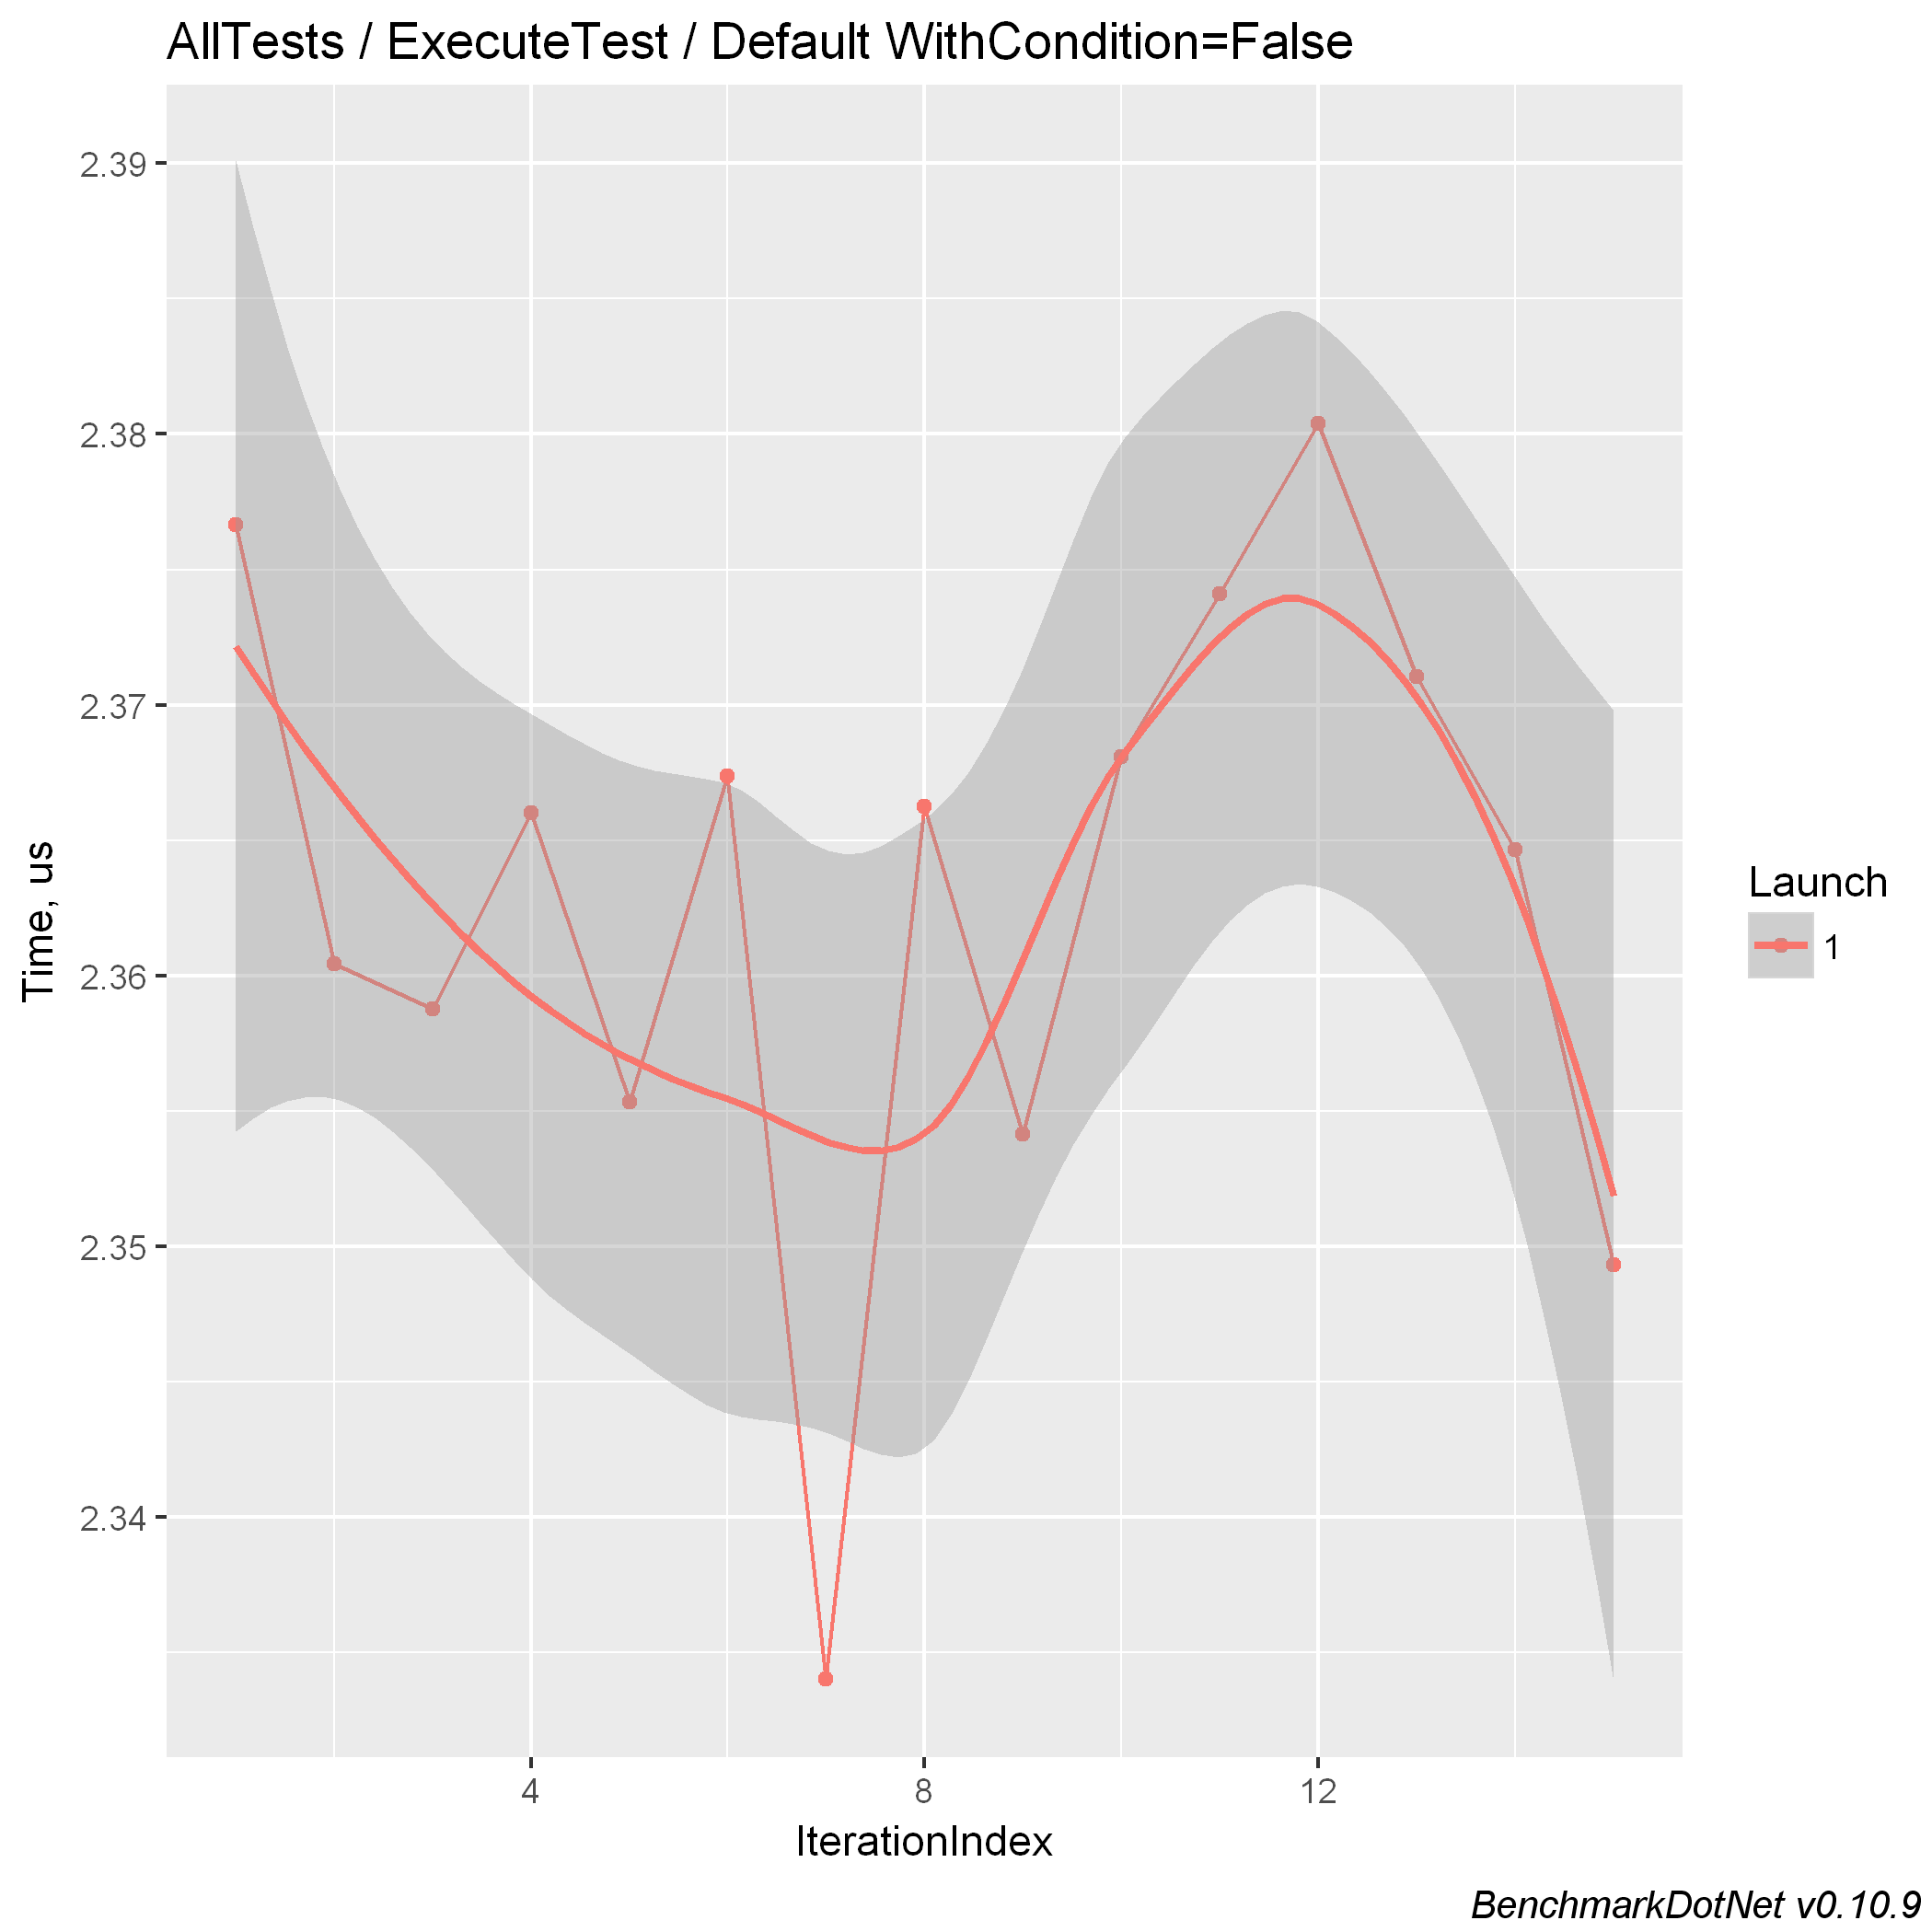 AllTests / ExecuteTest / Default WithCondition=False
2.39
2.38
2.37
2.36
2.35
2.34
Time, us
4
8
12
IterationIndex
Launch
1
BenchmarkDotNet v0.10.9